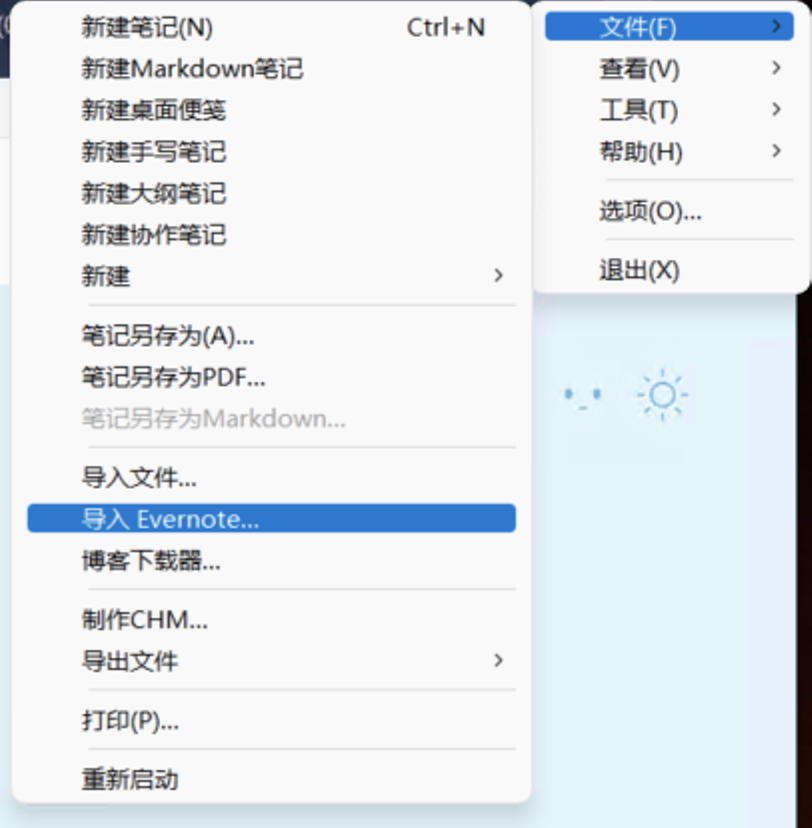 新建笔记(N) Ctrl+N
新建Markdown笔记
新建桌面便笺
新建手写笔记
新建大纲笔记
新建协作笔记
新建
笔记另存为(A)...
笔记另存为PDF...
笔记另存为Markdown...
导入文件...
导入 Evernote...
博客下载器...
制作CHM...
导出文件
打印(P)...
重新启动
文件(F)
查看(V)
工具(T)
帮助(H)
选项(O)...
退出(X)